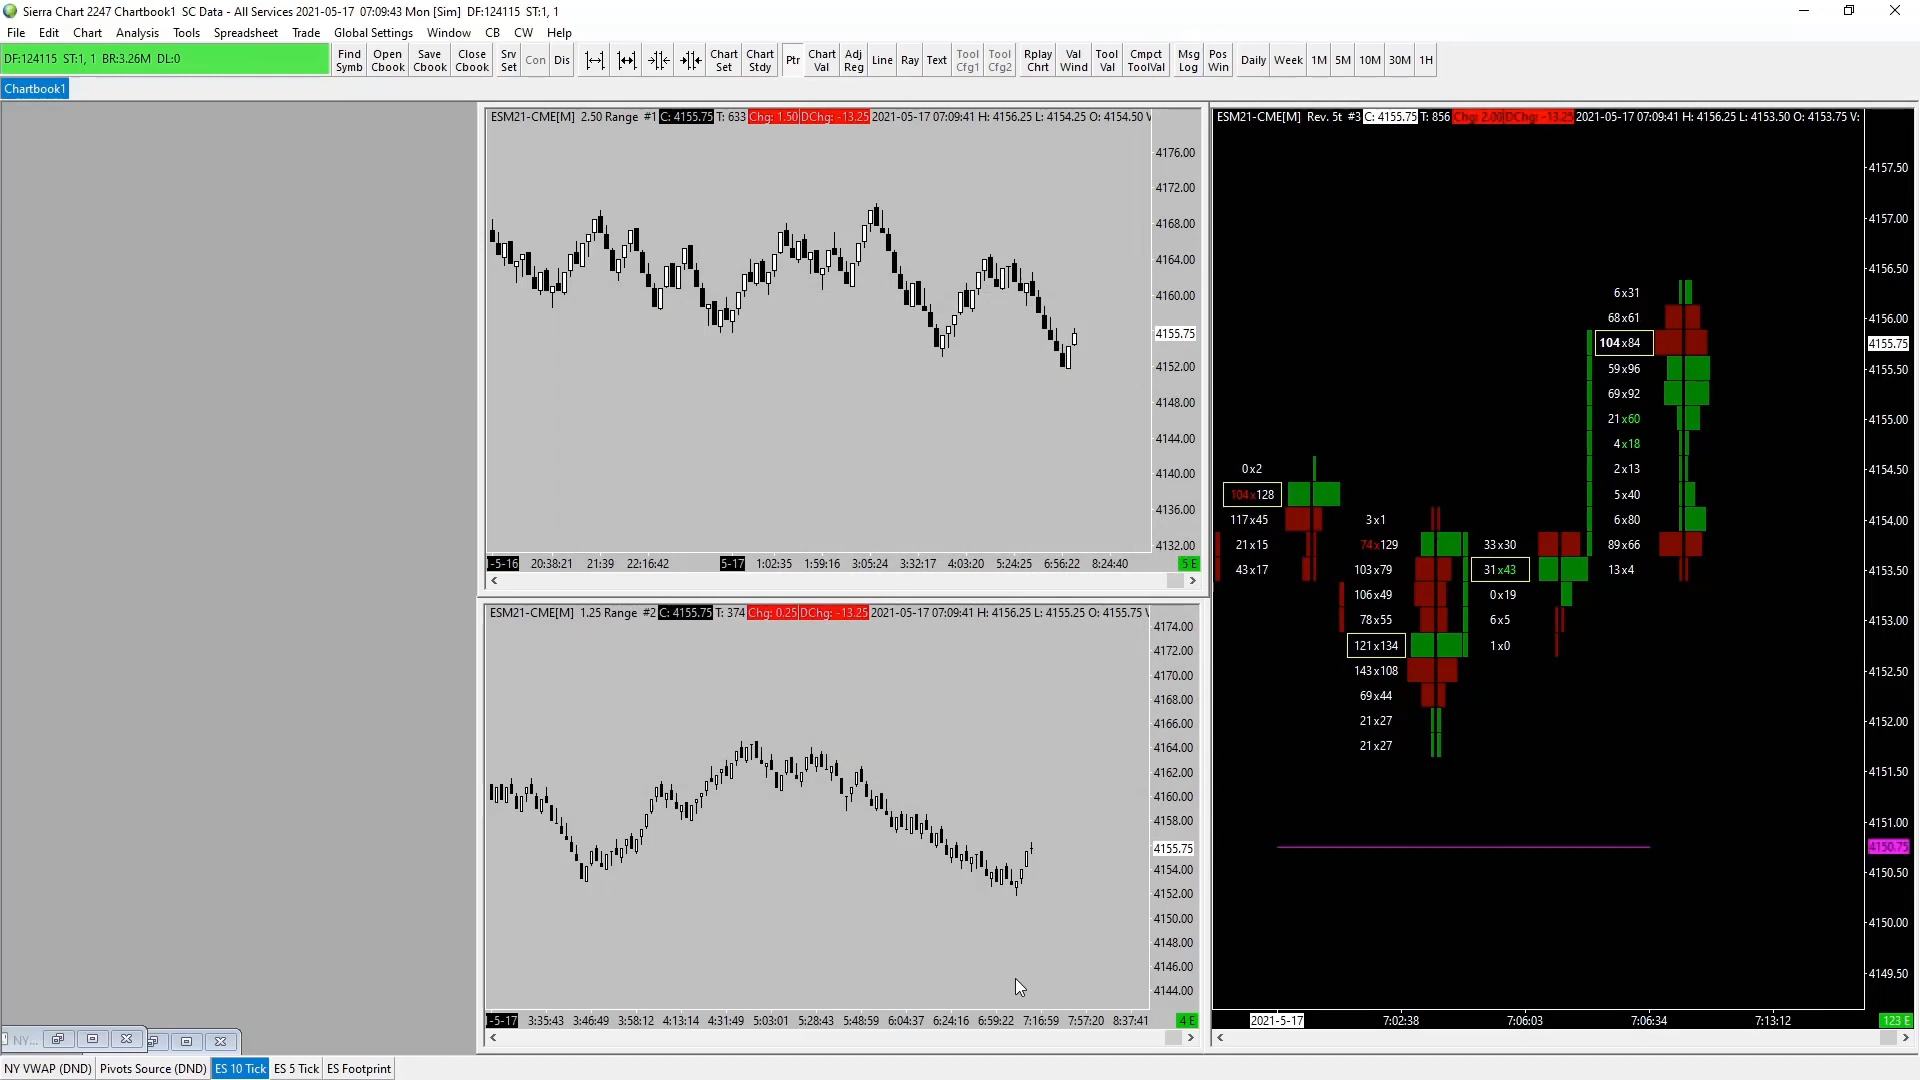 Sierra Chart 2247 Chartbook1  SC Data - All Services 2021-05-17  07:09:43 Mon [Sim]  DF:124115  ST:1, 1
File Edit Chart Analysis Tools Spreadsheet Trade Global Settings Window CB CW Help
DF:124115  ST:1, 1  BR:3.26M  DL:0
Find Symb
Open Cbook
Save Cbook
Close Cbook
Srv Set
Con
Dis
Chart Set
Chart Stdy
Ptr
Chart Val
Adj Reg
Line
Ray
Text
Tool Cfg1
Tool Cfg2
Rplay Chrt
Val Wind
Tool Val
Cmpct ToolVal
Msg Log
Pos Win
Daily
Week
1M
5M
10M
30M
1H
Chartbook1
ESM21-CME[M]  2.50 Range  #1 C: 4155.75 T: 633 Chg: 1.50 DChg: -13.25 2021-05-17 07:09:41 H: 4156.25 L: 4154.25 O: 4154.50 V
4176.00
4172.00
4168.00
4164.00
4160.00
4155.75
4152.00
4148.00
4144.00
4140.00
4136.00
4132.00
-5-16 20:38:21 21:39 22:16:42 5-17 1:02:35 1:59:16 3:05:24 3:32:17 4:03:20 5:24:25 6:56:22 8:24:40 5 E
ESM21-CME[M]  1.25 Range  #2 C: 4155.75 T: 374 Chg: 0.25 DChg: -13.25 2021-05-17 07:09:41 H: 4156.25 L: 4155.25 O: 4155.75 V
4174.00
4172.00
4170.00
4168.00
4166.00
4164.00
4162.00
4160.00
4158.00
4155.75
4154.00
4152.00
4150.00
4148.00
4146.00
4144.00
-5-17 3:35:43 3:46:49 3:58:12 4:13:14 4:31:49 5:03:01 5:28:43 5:48:59 6:04:37 6:24:16 6:59:22 7:16:59 7:57:20 8:37:41 4 E
ESM21-CME[M]  Rev. 5t  #3 C: 4155.75 T: 856 Chg: 2.00 DChg: -13.25 2021-05-17 07:09:41 H: 4156.25 L: 4153.50 O: 4153.75 V:
0x2
104x128
117x45
21x15
43x17
3x1
74x129
103x79
106x49
78x55
121x134
143x108
69x44
21x27
21x27
33x30
31x43
0x19
6x5
1x0
6x31
68x61
104x84
59x96
69x92
21x60
4x18
2x13
5x40
6x80
89x66
13x4
4157.50
4157.00
4156.50
4156.00
4155.75
4155.50
4155.00
4154.50
4154.00
4153.50
4153.00
4152.50
4152.00
4151.50
4151.00
4150.75
4150.50
4150.00
4149.50
2021-5-17 7:02:38 7:06:03 7:06:34 7:13:12 123 E
NY...
NY VWAP (DND) Pivots Source (DND) ES 10 Tick ES 5 Tick ES Footprint